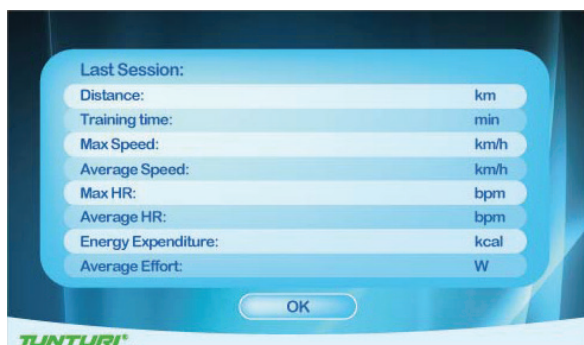 Last Session:
Distance: km
Training time: min
Max Speed: km/h
Average Speed: km/h
Max HR: bpm
Average HR: bpm
Energy Expenditure: kcal
Average Effort: W
OK
TUNTURI®